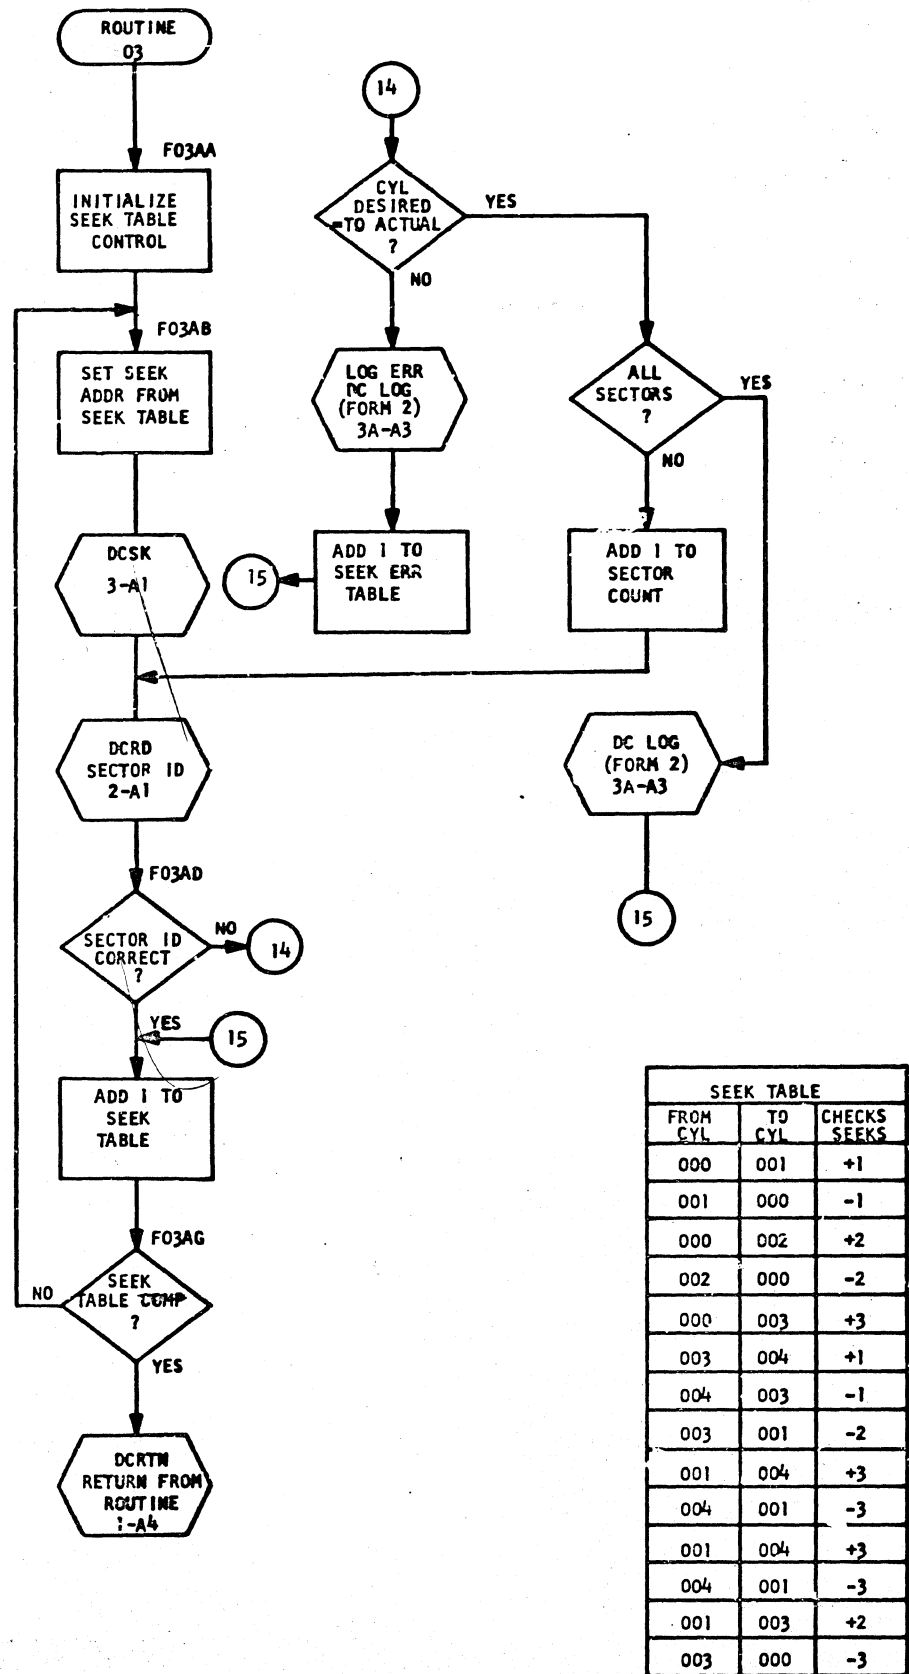 ROUTINE
03
F03AA
INITIALIZE
SEEK TABLE
CONTROL
F03AB
SET SEEK
ADDR FROM
SEEK TABLE
DCSK
3-A1
DCRD
SECTOR ID
2-A1
F03AD
SECTOR ID
CORRECT
?
NO
14
YES
15
ADD 1 TO
SEEK
TABLE
F03AG
SEEK
TABLE COMP
?
NO
YES
DCRTN
RETURN FROM
ROUTINE
1-A4
14
CYL
DESIRED
=TO ACTUAL
?
YES
NO
LOG ERR
DC LOG
(FORM 2)
3A-A3
ADD 1 TO
SEEK ERR
TABLE
15
ALL
SECTORS
?
YES
NO
ADD 1 TO
SECTOR
COUNT
DC LOG
(FORM 2)
3A-A3
15
SEEK TABLE
FROM CYL TO CYL CHECKS SEEKS
000 001 +1
001 000 -1
000 002 +2
002 000 -2
000 003 +3
003 004 +1
004 003 -1
003 001 -2
001 004 +3
004 001 -3
001 004 +3
004 001 -3
001 003 +2
003 000 -3